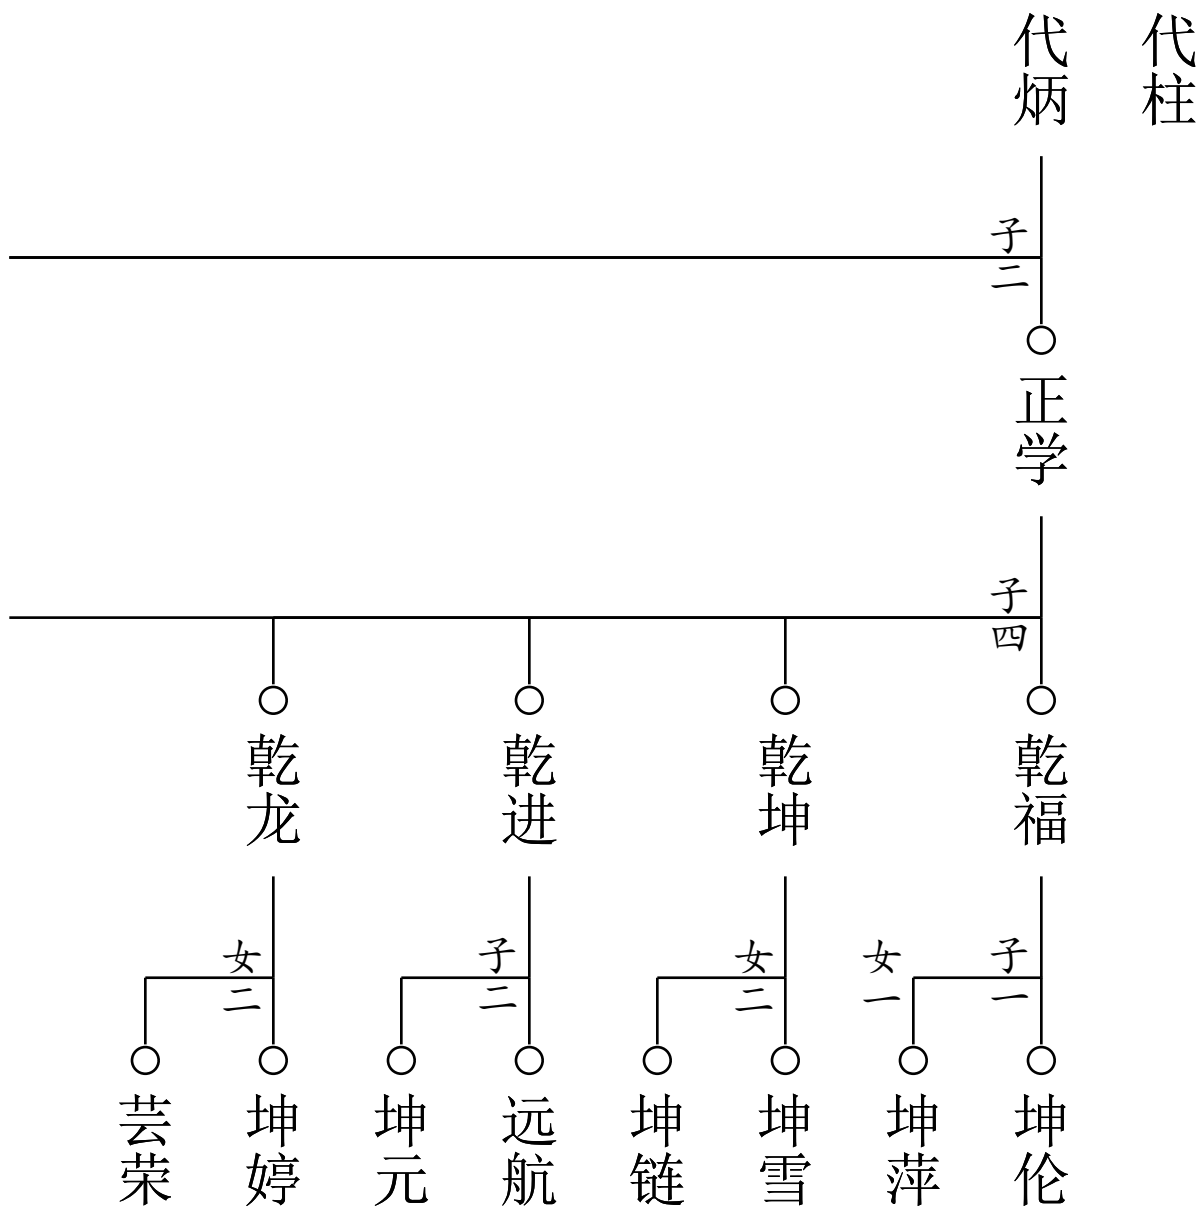 代柱
代炳
子二
正学
子四
乾福
乾坤
乾进
乾龙
子一
女一
女二
子二
女二
坤伦
坤萍
坤雪
坤链
远航
坤元
坤婷
芸荣